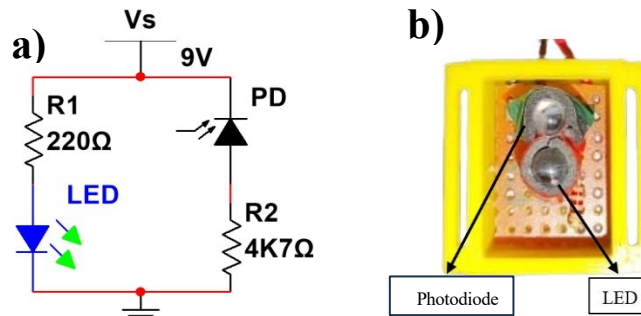 a)
Vs
9V
R1
220Ω
LED
PD
R2
4K7Ω
b)
Photodiode
LED